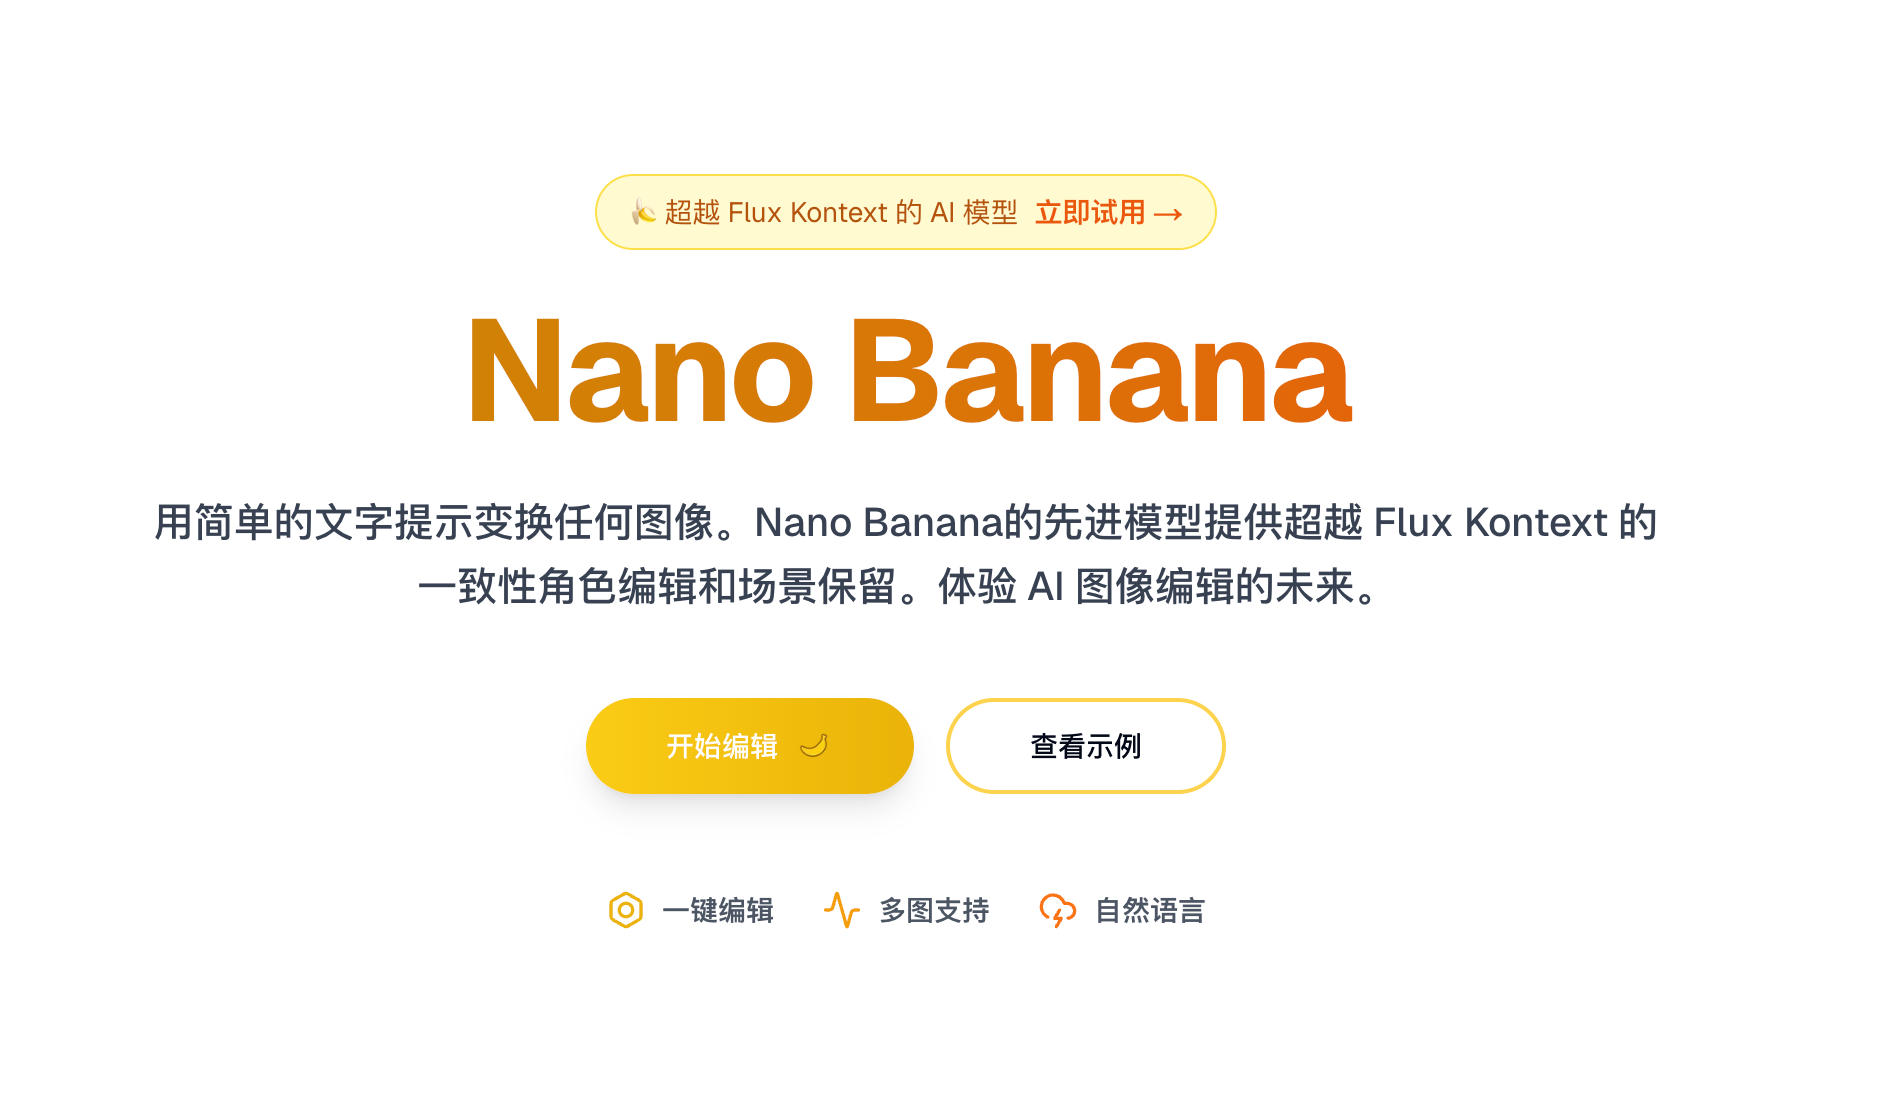 超越 Flux Kontext 的 AI 模型 立即试用 →
Nano Banana
用简单的文字提示变换任何图像。Nano Banana的先进模型提供超越 Flux Kontext 的
一致性角色编辑和场景保留。体验 AI 图像编辑的未来。
开始编辑
查看示例
一键编辑
多图支持
自然语言